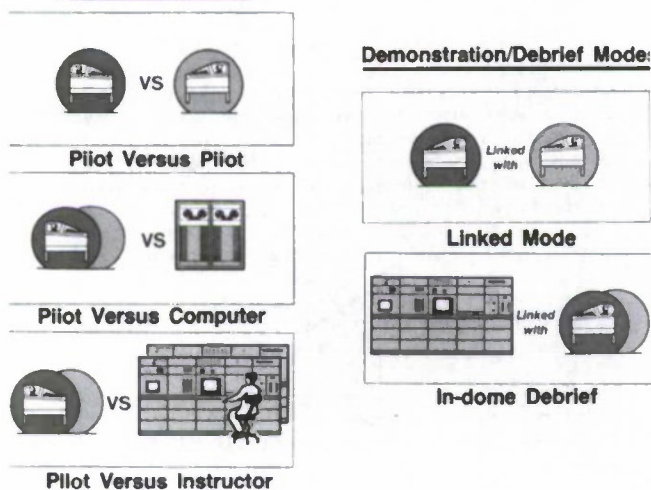 VS
Pilot Versus Pilot
VS
Pilot Versus Computer
VS
Pilot Versus Instructor
Demonstration/Debrief Modes
Linked
with
Linked Mode
Linked
with
In-dome Debrief